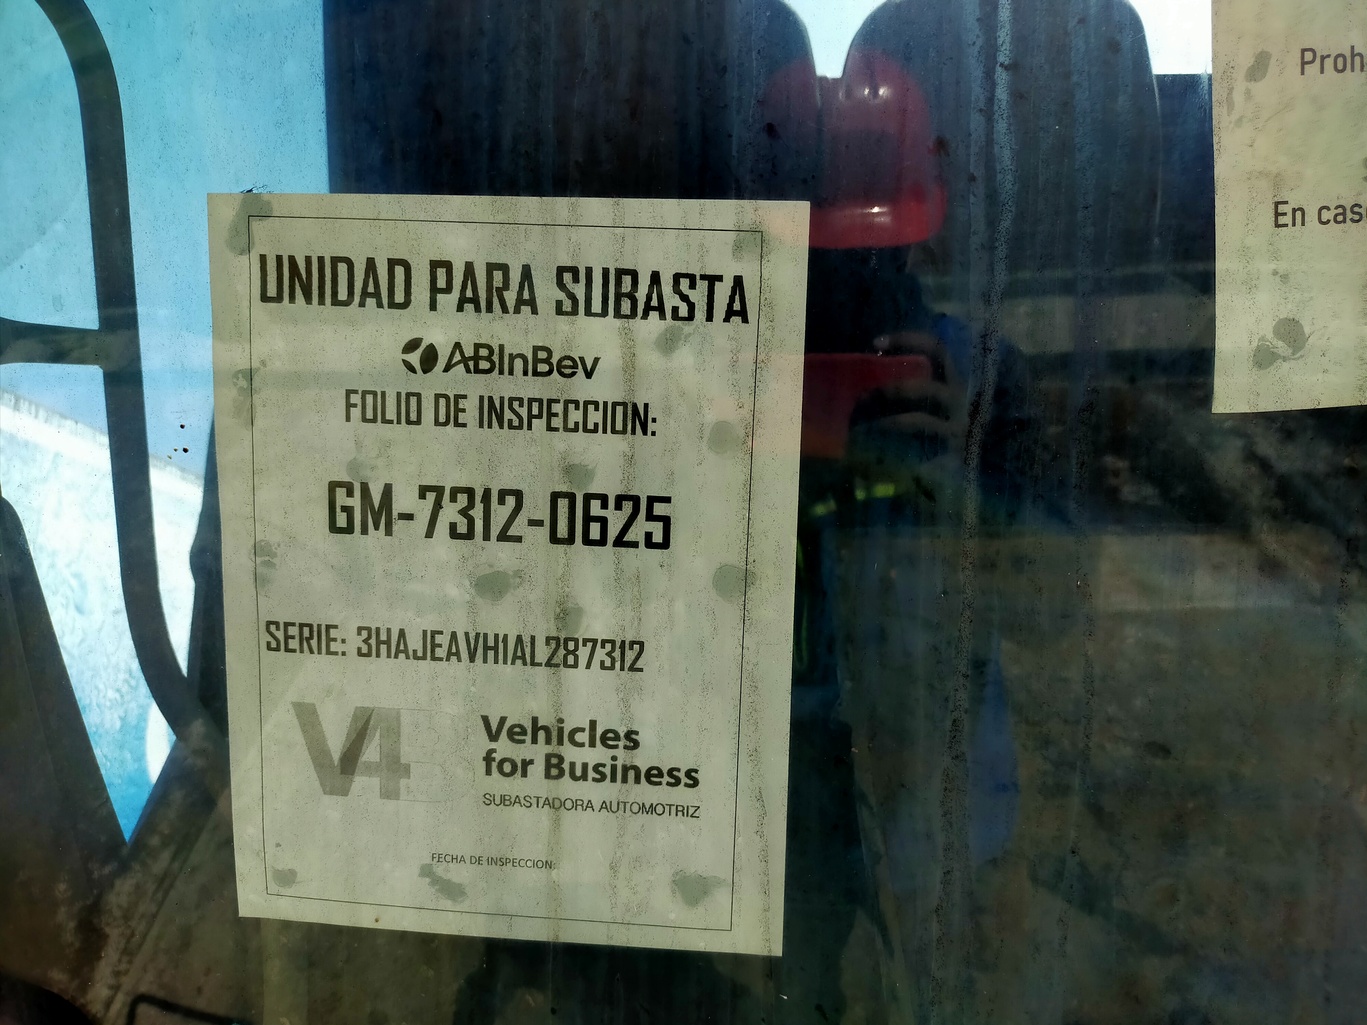 UNIDAD PARA SUBASTA
ABInBev
FOLIO DE INSPECCION:
GM-7312-0625
SERIE: 3HAJEAVH1AL287312
V4B
Vehicles
for Business
SUBASTADORA AUTOMOTRIZ
FECHA DE INSPECCION:
Proh
En cas